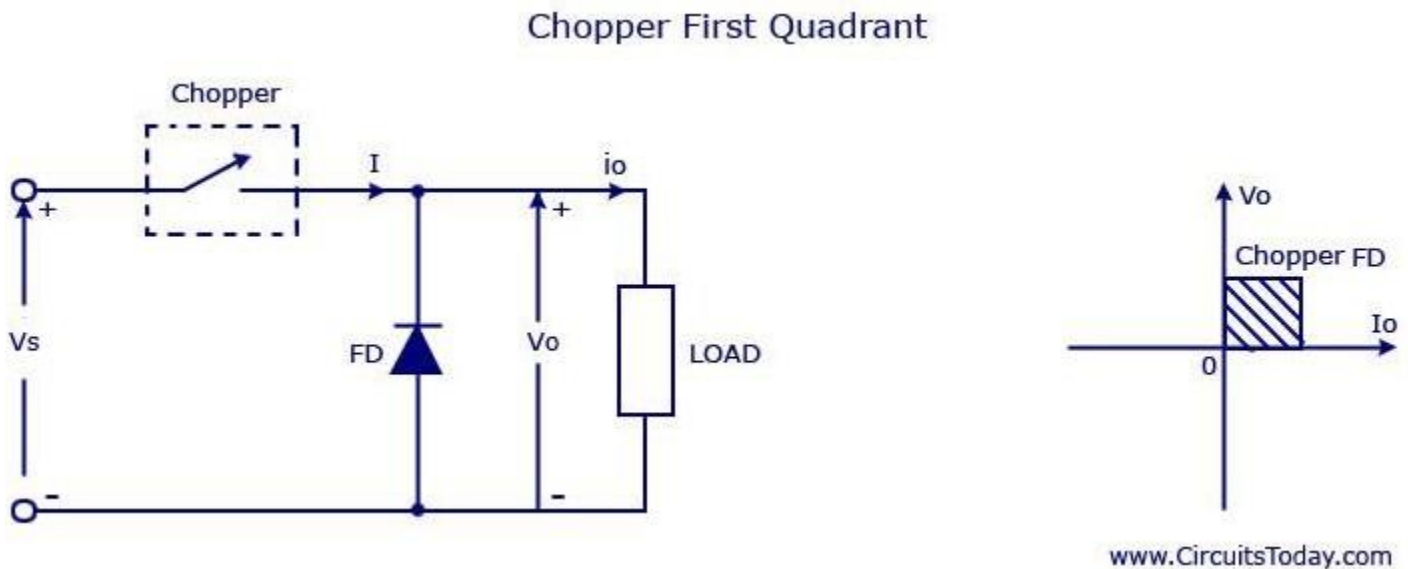 Chopper First Quadrant
Chopper
I
io
+
+
Vs
FD
Vo
LOAD
-
-
Vo
Chopper FD
Io
0
www.CircuitsToday.com